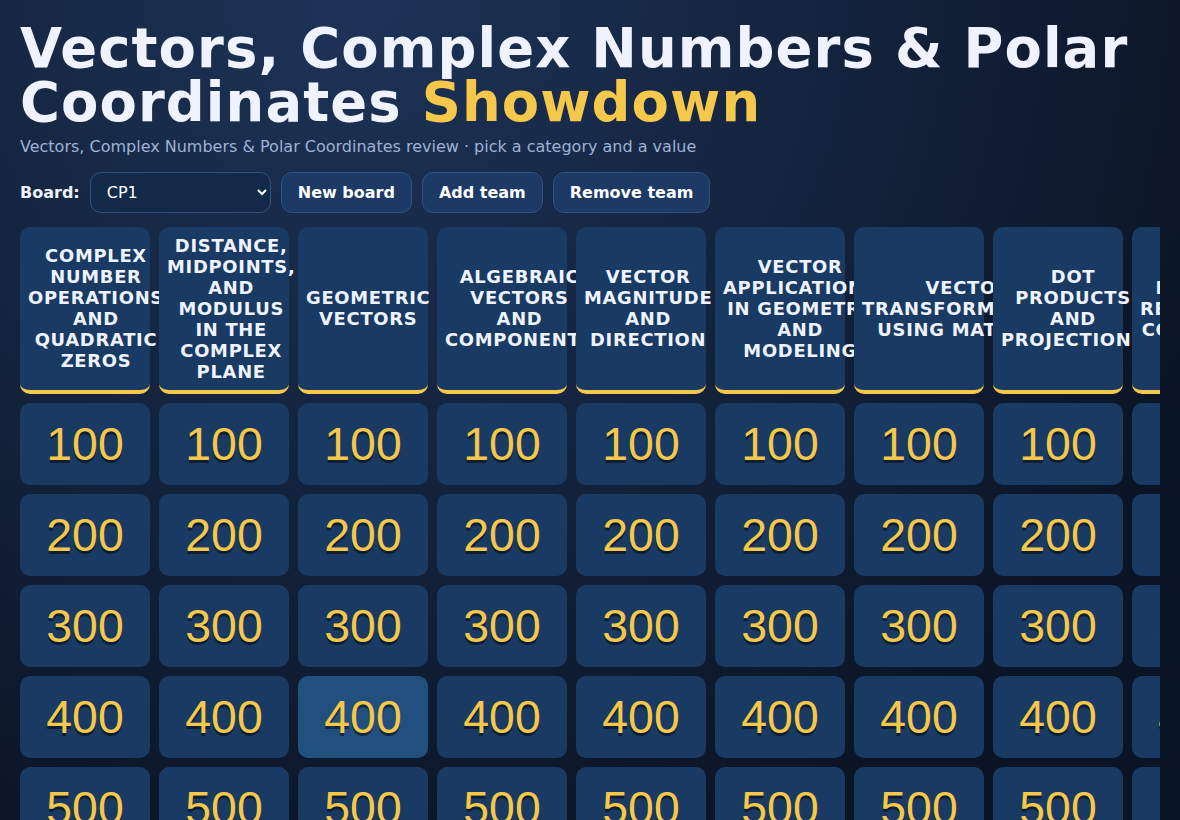 Vectors, Complex Numbers & Polar
Coordinates Showdown
Vectors, Complex Numbers & Polar Coordinates review · pick a category and a value
Board: CP1 New board Add team Remove team
COMPLEX
NUMBER
OPERATIONS
AND
QUADRATIC
ZEROS
DISTANCE,
MIDPOINTS,
AND
MODULUS
IN THE
COMPLEX
PLANE
GEOMETRIC
VECTORS
ALGEBRAIC
VECTORS
AND
COMPONENT
VECTOR
MAGNITUDE
AND
DIRECTION
VECTOR
APPLICATION
IN GEOMETR
AND
MODELING
VECTO
TRANSFORM
USING MAT
DOT
PRODUCTS
AND
PROJECTION
100 100 100 100 100 100 100 100
200 200 200 200 200 200 200 200
300 300 300 300 300 300 300 300
400 400 400 400 400 400 400 400
500 500 500 500 500 500 500 500